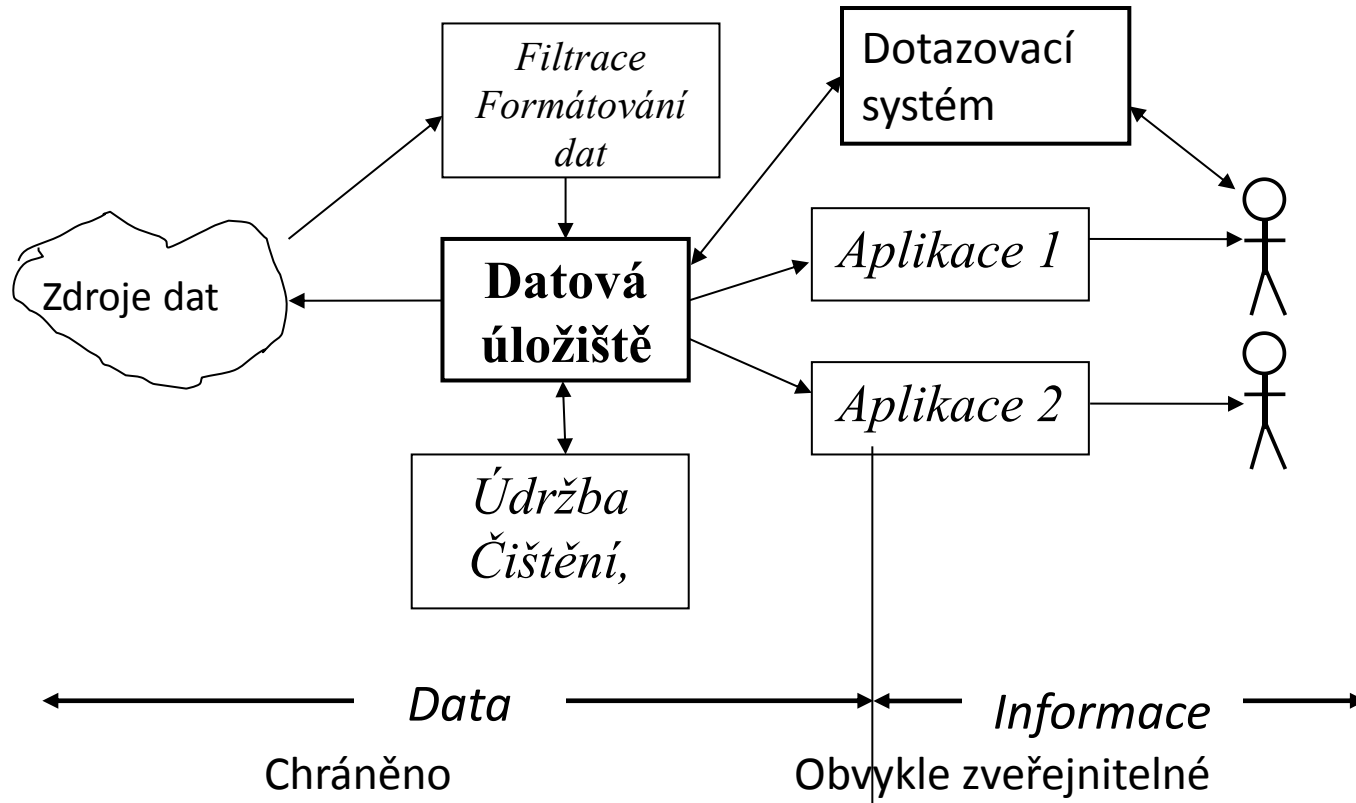 Filtrace
Formátování
dat
Dotazovací
systém
Zdroje dat
Datová
úložiště
Aplikace 1
Aplikace 2
Údržba
Čištění,
Data
Informace
Chráněno
Obvykle zveřejnitelné